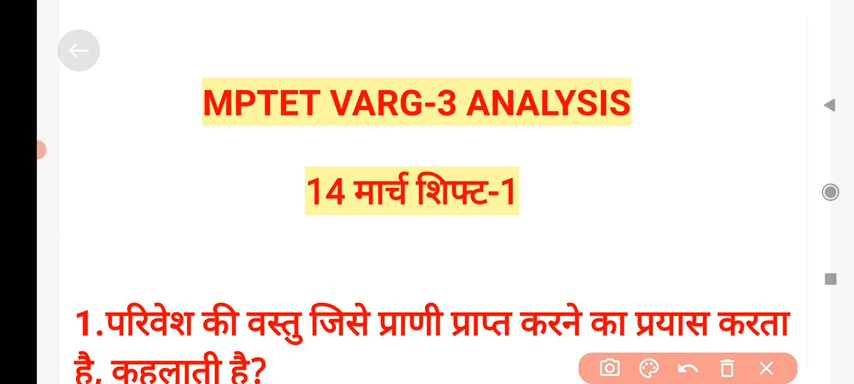 MPTET VARG-3 ANALYSIS
14 मार्च शिफ्ट-1
1.परिवेश की वस्तु जिसे प्राणी प्राप्त करने का प्रयास करता
है, कहलाती है?